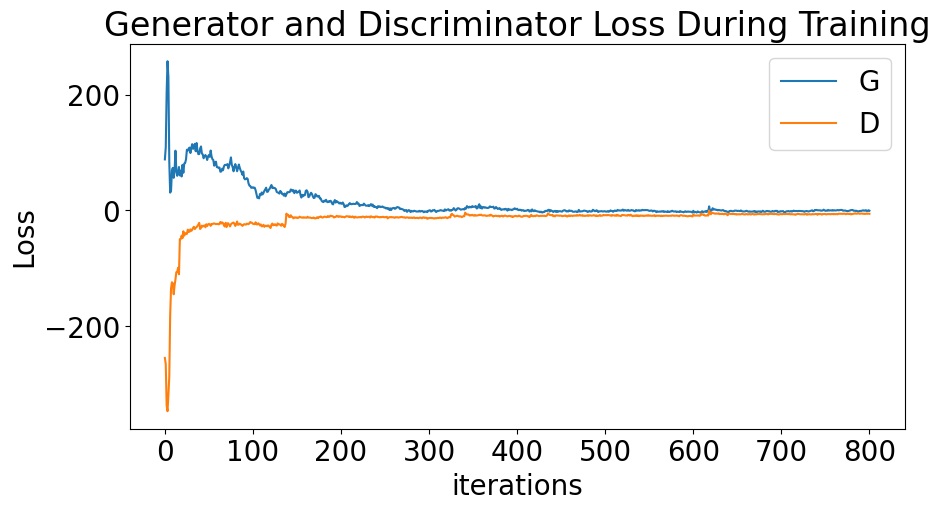 Generator and Discriminator Loss During Training
G
D
Loss
200
0
−200
0 100 200 300 400 500 600 700 800
iterations